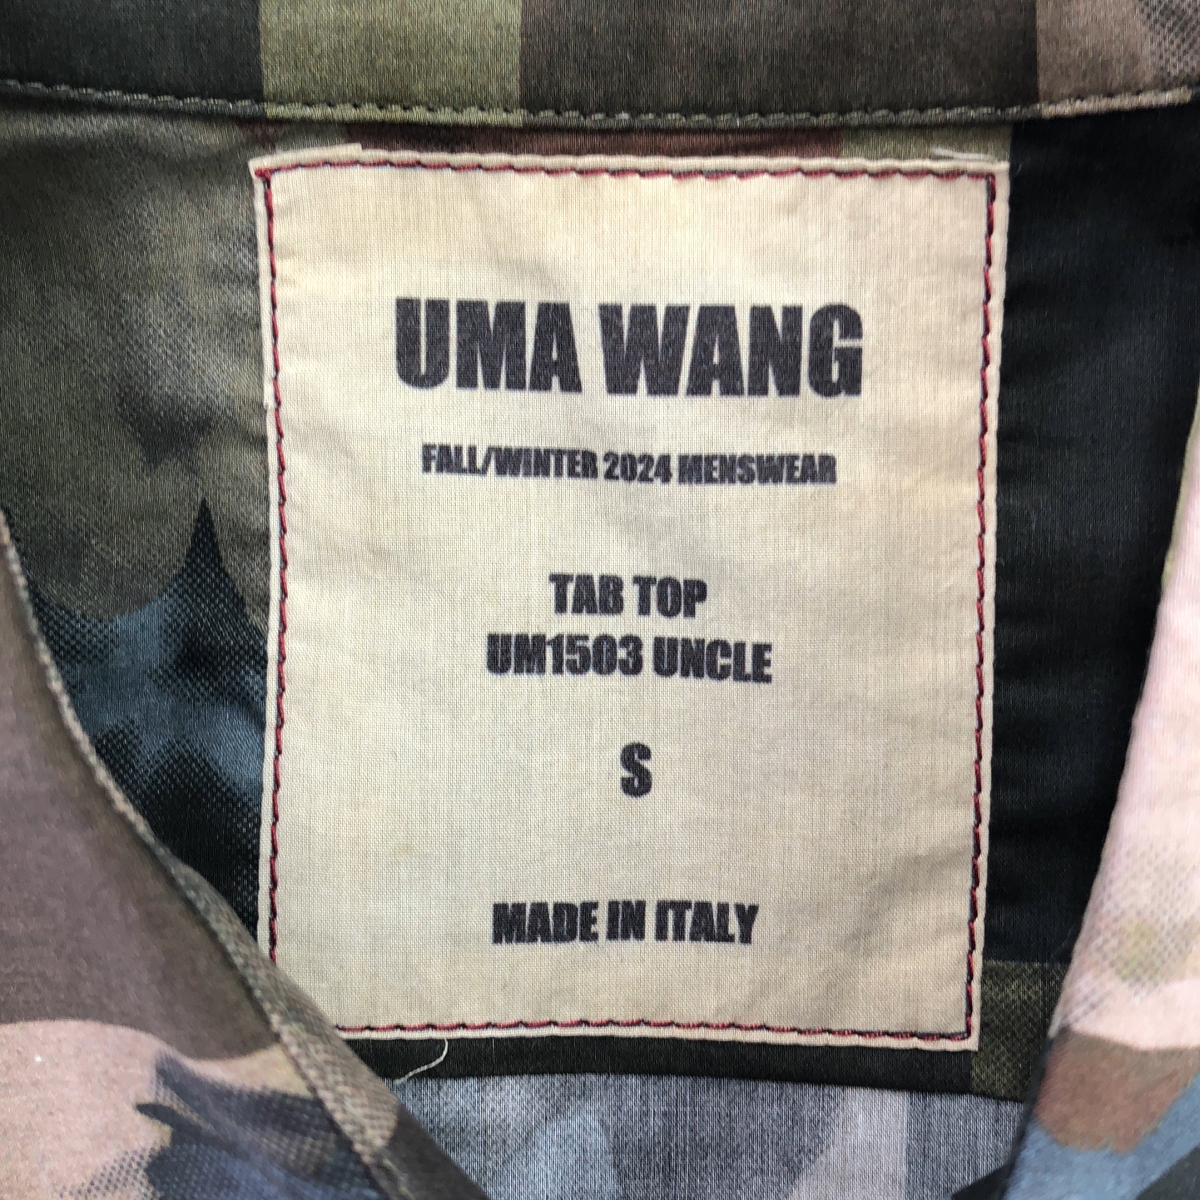 UMA WANG
FALL/WINTER 2024 MENSWEAR
TAB TOP
UM1503 UNCLE
S
MADE IN ITALY